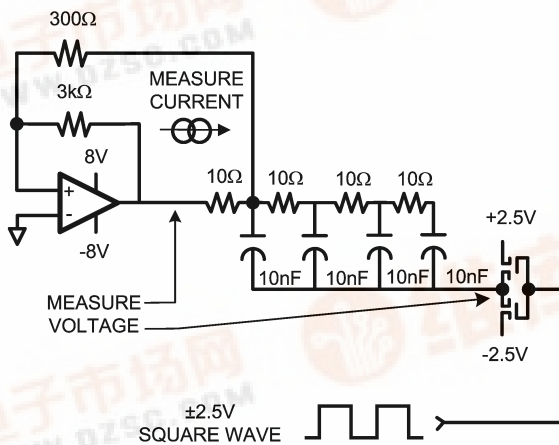 300Ω
3kΩ
MEASURE
CURRENT
8V
+
-
-8V
10Ω
10Ω
10Ω
10Ω
10nF
10nF
10nF
10nF
+2.5V
-2.5V
MEASURE
VOLTAGE
±2.5V
SQUARE WAVE